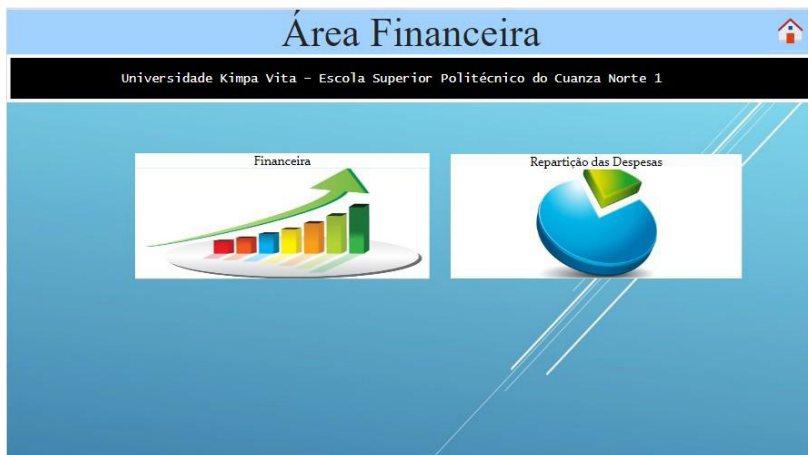 Área Financeira
Universidade Kimpa Vita – Escola Superior Politécnico do Cuanza Norte 1
Financeira
Repartição das Despesas